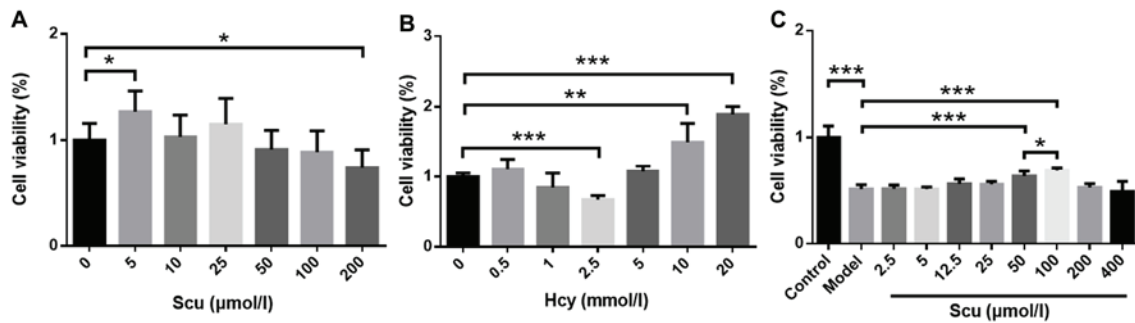 A
Cell viability (%)
2
1
0
*
*
0 5 10 25 50 100 200
Scu (μmol/l)
B
Cell viability (%)
3
2
1
0
***
**
***
0 0.5 1 2.5 5 10 20
Hcy (mmol/l)
C
Cell viability (%)
2
1
0
***
***
***
*
Control Model 2.5 5 12.5 25 50 100 200 400
Scu (μmol/l)